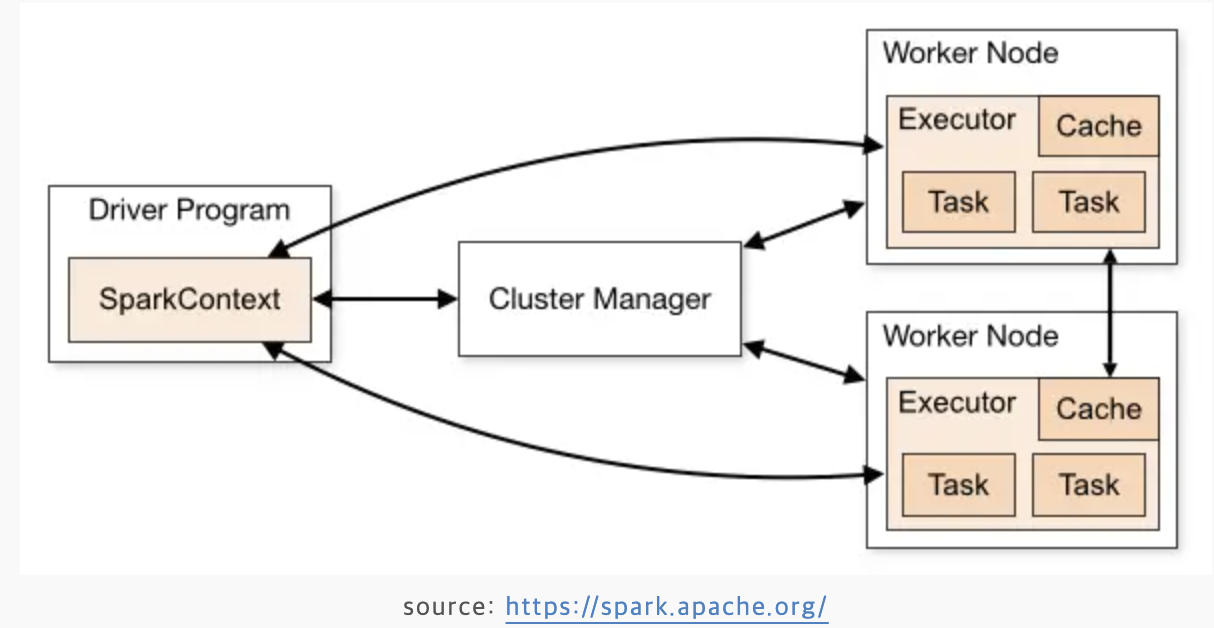 Driver Program
SparkContext
Cluster Manager
Worker Node
Executor
Cache
Task
Task
Worker Node
Executor
Cache
Task
Task
source: https://spark.apache.org/